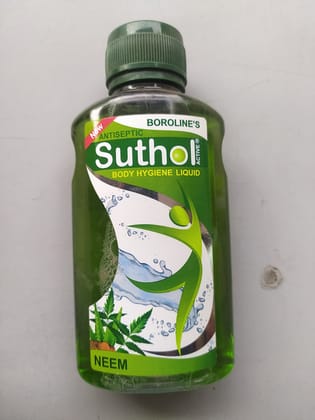 BOROLINE'S
New
ANTISEPTIC
Suthol
ACTIVE®
BODY HYGIENE LIQUID
NEEM